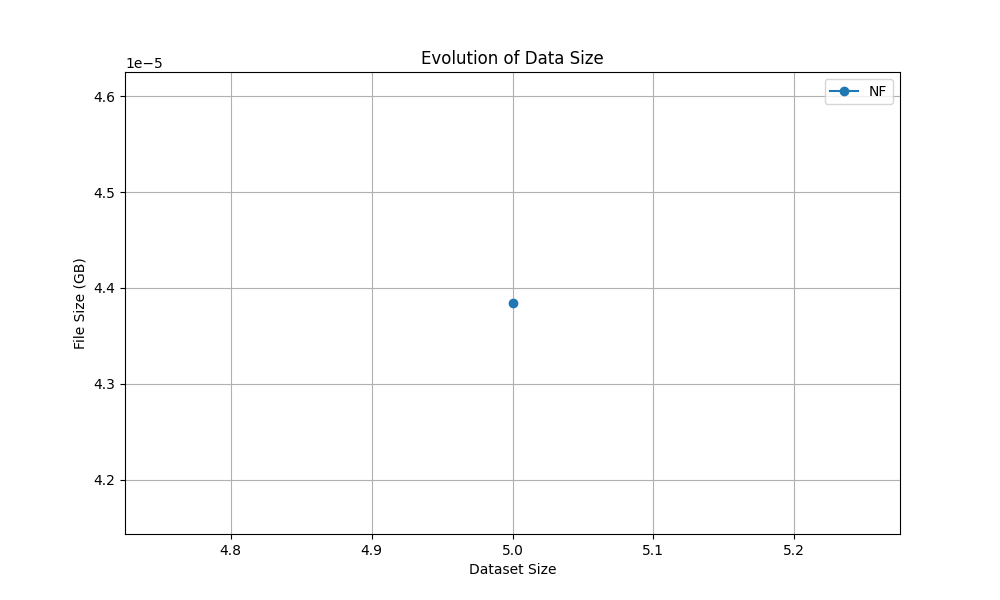 Evolution of Data Size
1e−5
NF
4.6
4.5
4.4
4.3
4.2
File Size (GB)
4.8 4.9 5.0 5.1 5.2
Dataset Size